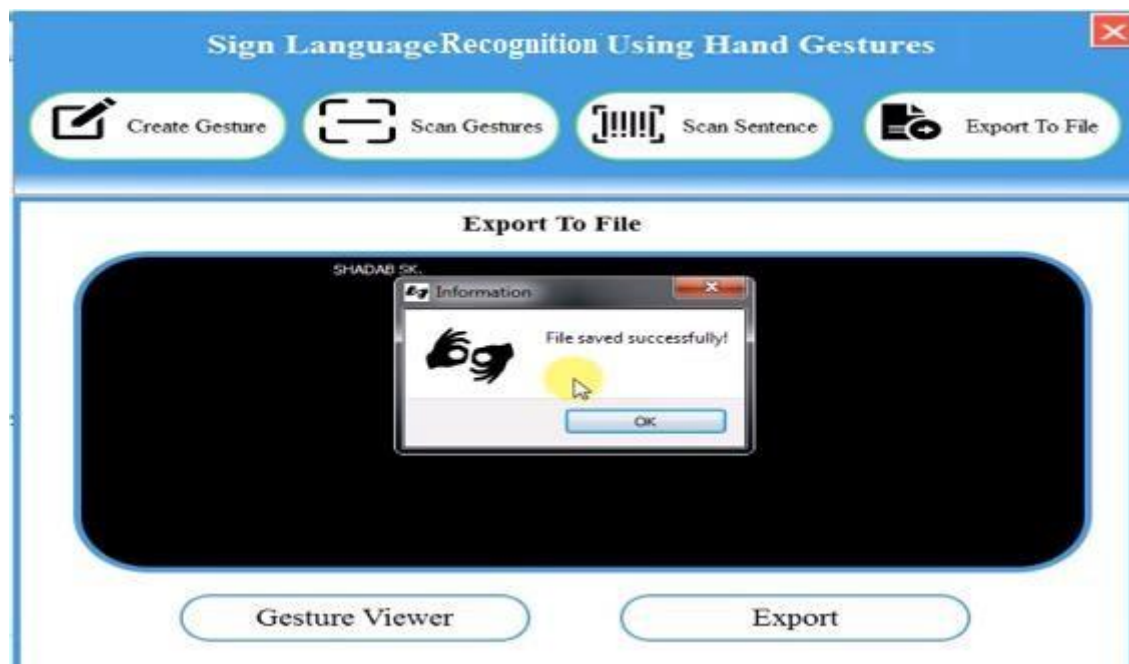 Sign LanguageRecognition Using Hand Gestures
Create Gesture
Scan Gestures
Scan Sentence
Export To File
Export To File
SHADAB SK.
Information
File saved successfully!
OK
Gesture Viewer
Export